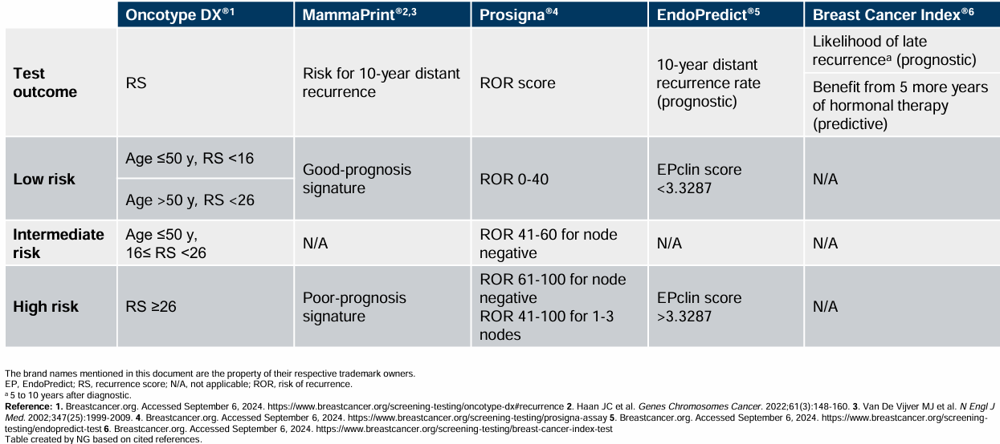 Oncotype DX®1
MammaPrint®2,3
Prosigna®4
EndoPredict®5
Breast Cancer Index®6
Test
outcome
RS
Risk for 10-year distant
recurrence
ROR score
10-year distant
recurrence rate
(prognostic)
Likelihood of late
recurrenceª (prognostic)
Benefit from 5 more years
of hormonal therapy
(predictive)
Low risk
Age ≤50 y, RS <16
Age >50 y, RS <26
Good-prognosis
signature
ROR 0-40
EPclin score
<3.3287
N/A
Intermediate
risk
Age ≤50 y,
16≤ RS <26
N/A
ROR 41-60 for node
negative
N/A
N/A
High risk
RS ≥26
Poor-prognosis
signature
ROR 61-100 for node
negative
ROR 41-100 for 1-3
nodes
EPclin score
>3.3287
N/A
The brand names mentioned in this document are the property of their respective trademark owners.
EP, EndoPredict; RS, recurrence score; N/A, not applicable; ROR, risk of recurrence.
ª 5 to 10 years after diagnostic.
Reference: 1. Breastcancer.org. Accessed September 6, 2024. https://www.breastcancer.org/screening-testing/oncotype-dx#recurrence 2. Haan JC et al. Genes Chromosomes Cancer. 2022;61(3):148-160. 3. Van De Vijver MJ et al. N Engl J
Med. 2002;347(25):1999-2009. 4. Breastcancer.org. Accessed September 6, 2024. https://www.breastcancer.org/screening-testing/prosigna-assay 5. Breastcancer.org. Accessed September 6, 2024. https://www.breastcancer.org/screening-
testing/endopredict-test 6. Breastcancer.org. Accessed September 6, 2024. https://www.breastcancer.org/screening-testing/breast-cancer-index-test
Table created by NG based on cited references.